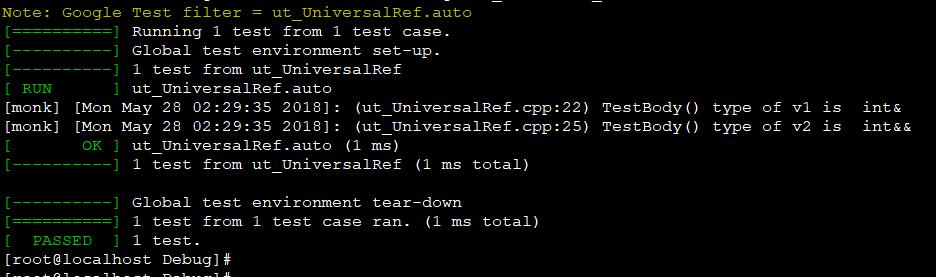 Note: Google Test filter = ut_UniversalRef.auto
[==========] Running 1 test from 1 test case.
[----------] Global test environment set-up.
[----------] 1 test from ut_UniversalRef
[ RUN      ] ut_UniversalRef.auto
[monk] [Mon May 28 02:29:35 2018]: (ut_UniversalRef.cpp:22) TestBody() type of v1 is  int&
[monk] [Mon May 28 02:29:35 2018]: (ut_UniversalRef.cpp:25) TestBody() type of v2 is  int&&
[       OK ] ut_UniversalRef.auto (1 ms)
[----------] 1 test from ut_UniversalRef (1 ms total)
[----------] Global test environment tear-down
[==========] 1 test from 1 test case ran. (1 ms total)
[  PASSED  ] 1 test.
[root@localhost Debug]#
[root@localhost Debug]#